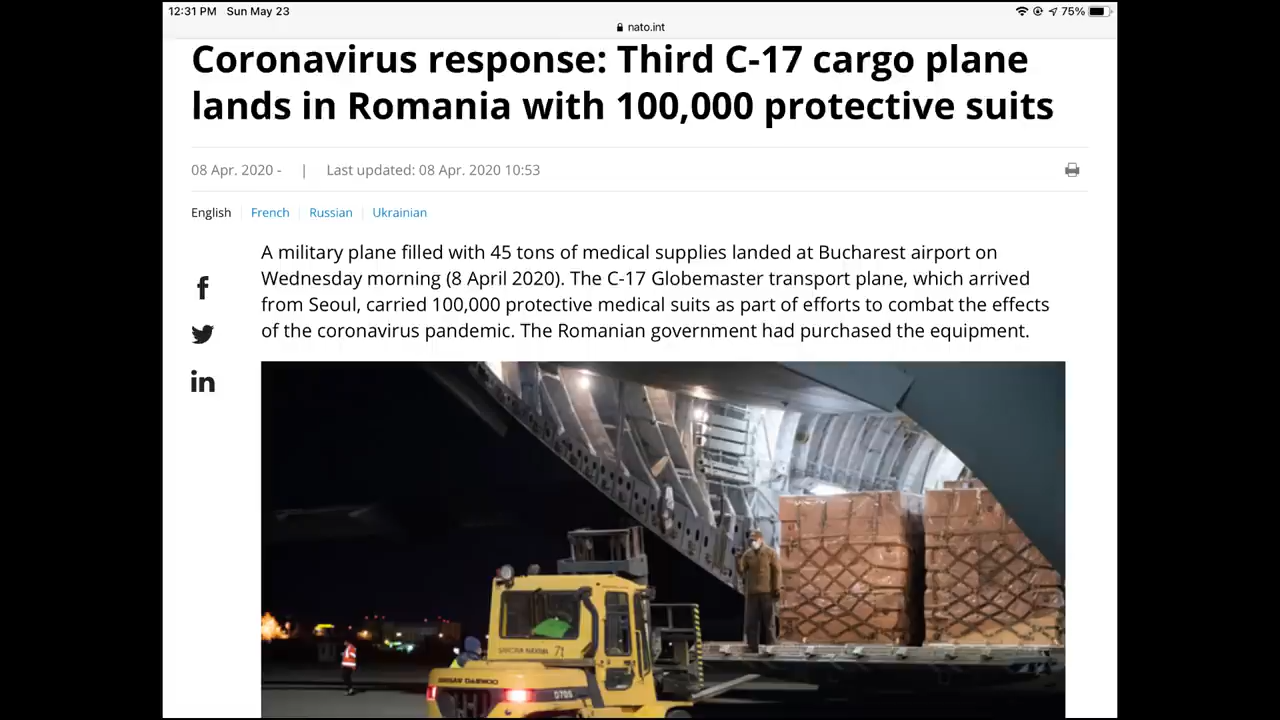 12:31 PM Sun May 23
75%
nato.int
Coronavirus response: Third C-17 cargo plane
lands in Romania with 100,000 protective suits
08 Apr. 2020 - | Last updated: 08 Apr. 2020 10:53
English French Russian Ukrainian
A military plane filled with 45 tons of medical supplies landed at Bucharest airport on
Wednesday morning (8 April 2020). The C-17 Globemaster transport plane, which arrived
from Seoul, carried 100,000 protective medical suits as part of efforts to combat the effects
of the coronavirus pandemic. The Romanian government had purchased the equipment.
f
in
71
DAEWOO
D70S